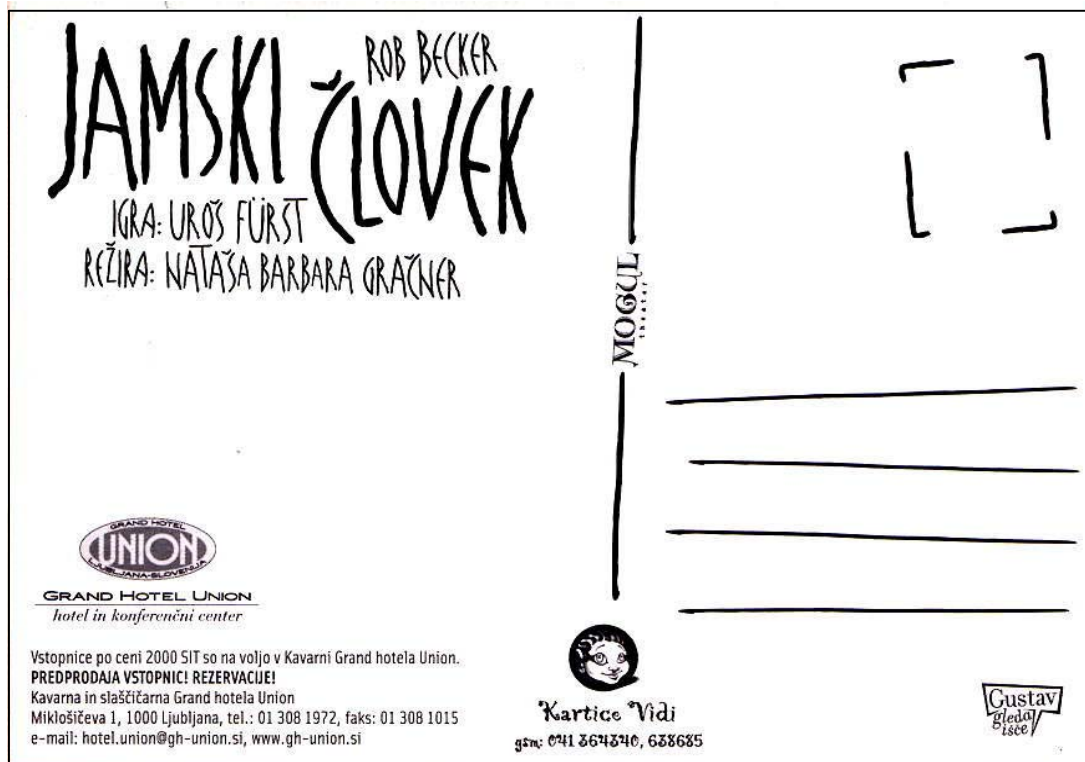 JAMSKI
ROB BECKER
ČLOVEK
IGRA: UROŠ FÜRST
REŽIRA: NATAŠA BARBARA GRAČNER
MOGUL
theater
GRAND HOTEL
UNION
LJUBLJANA-SLOVENIJA
GRAND HOTEL UNION
hotel in konferenčni center
Vstopnice po ceni 2000 SIT so na voljo v Kavarni Grand hotela Union.
PREDPRODAJA VSTOPNIC! REZERVACIJE!
Kavarna in slaščičarna Grand hotela Union
Miklošičeva 1, 1000 Ljubljana, tel.: 01 308 1972, faks: 01 308 1015
e-mail: hotel.union@gh-union.si, www.gh-union.si
Kartice Vidi
gsm: 041 364340, 638685
Gustav
gleda
išče